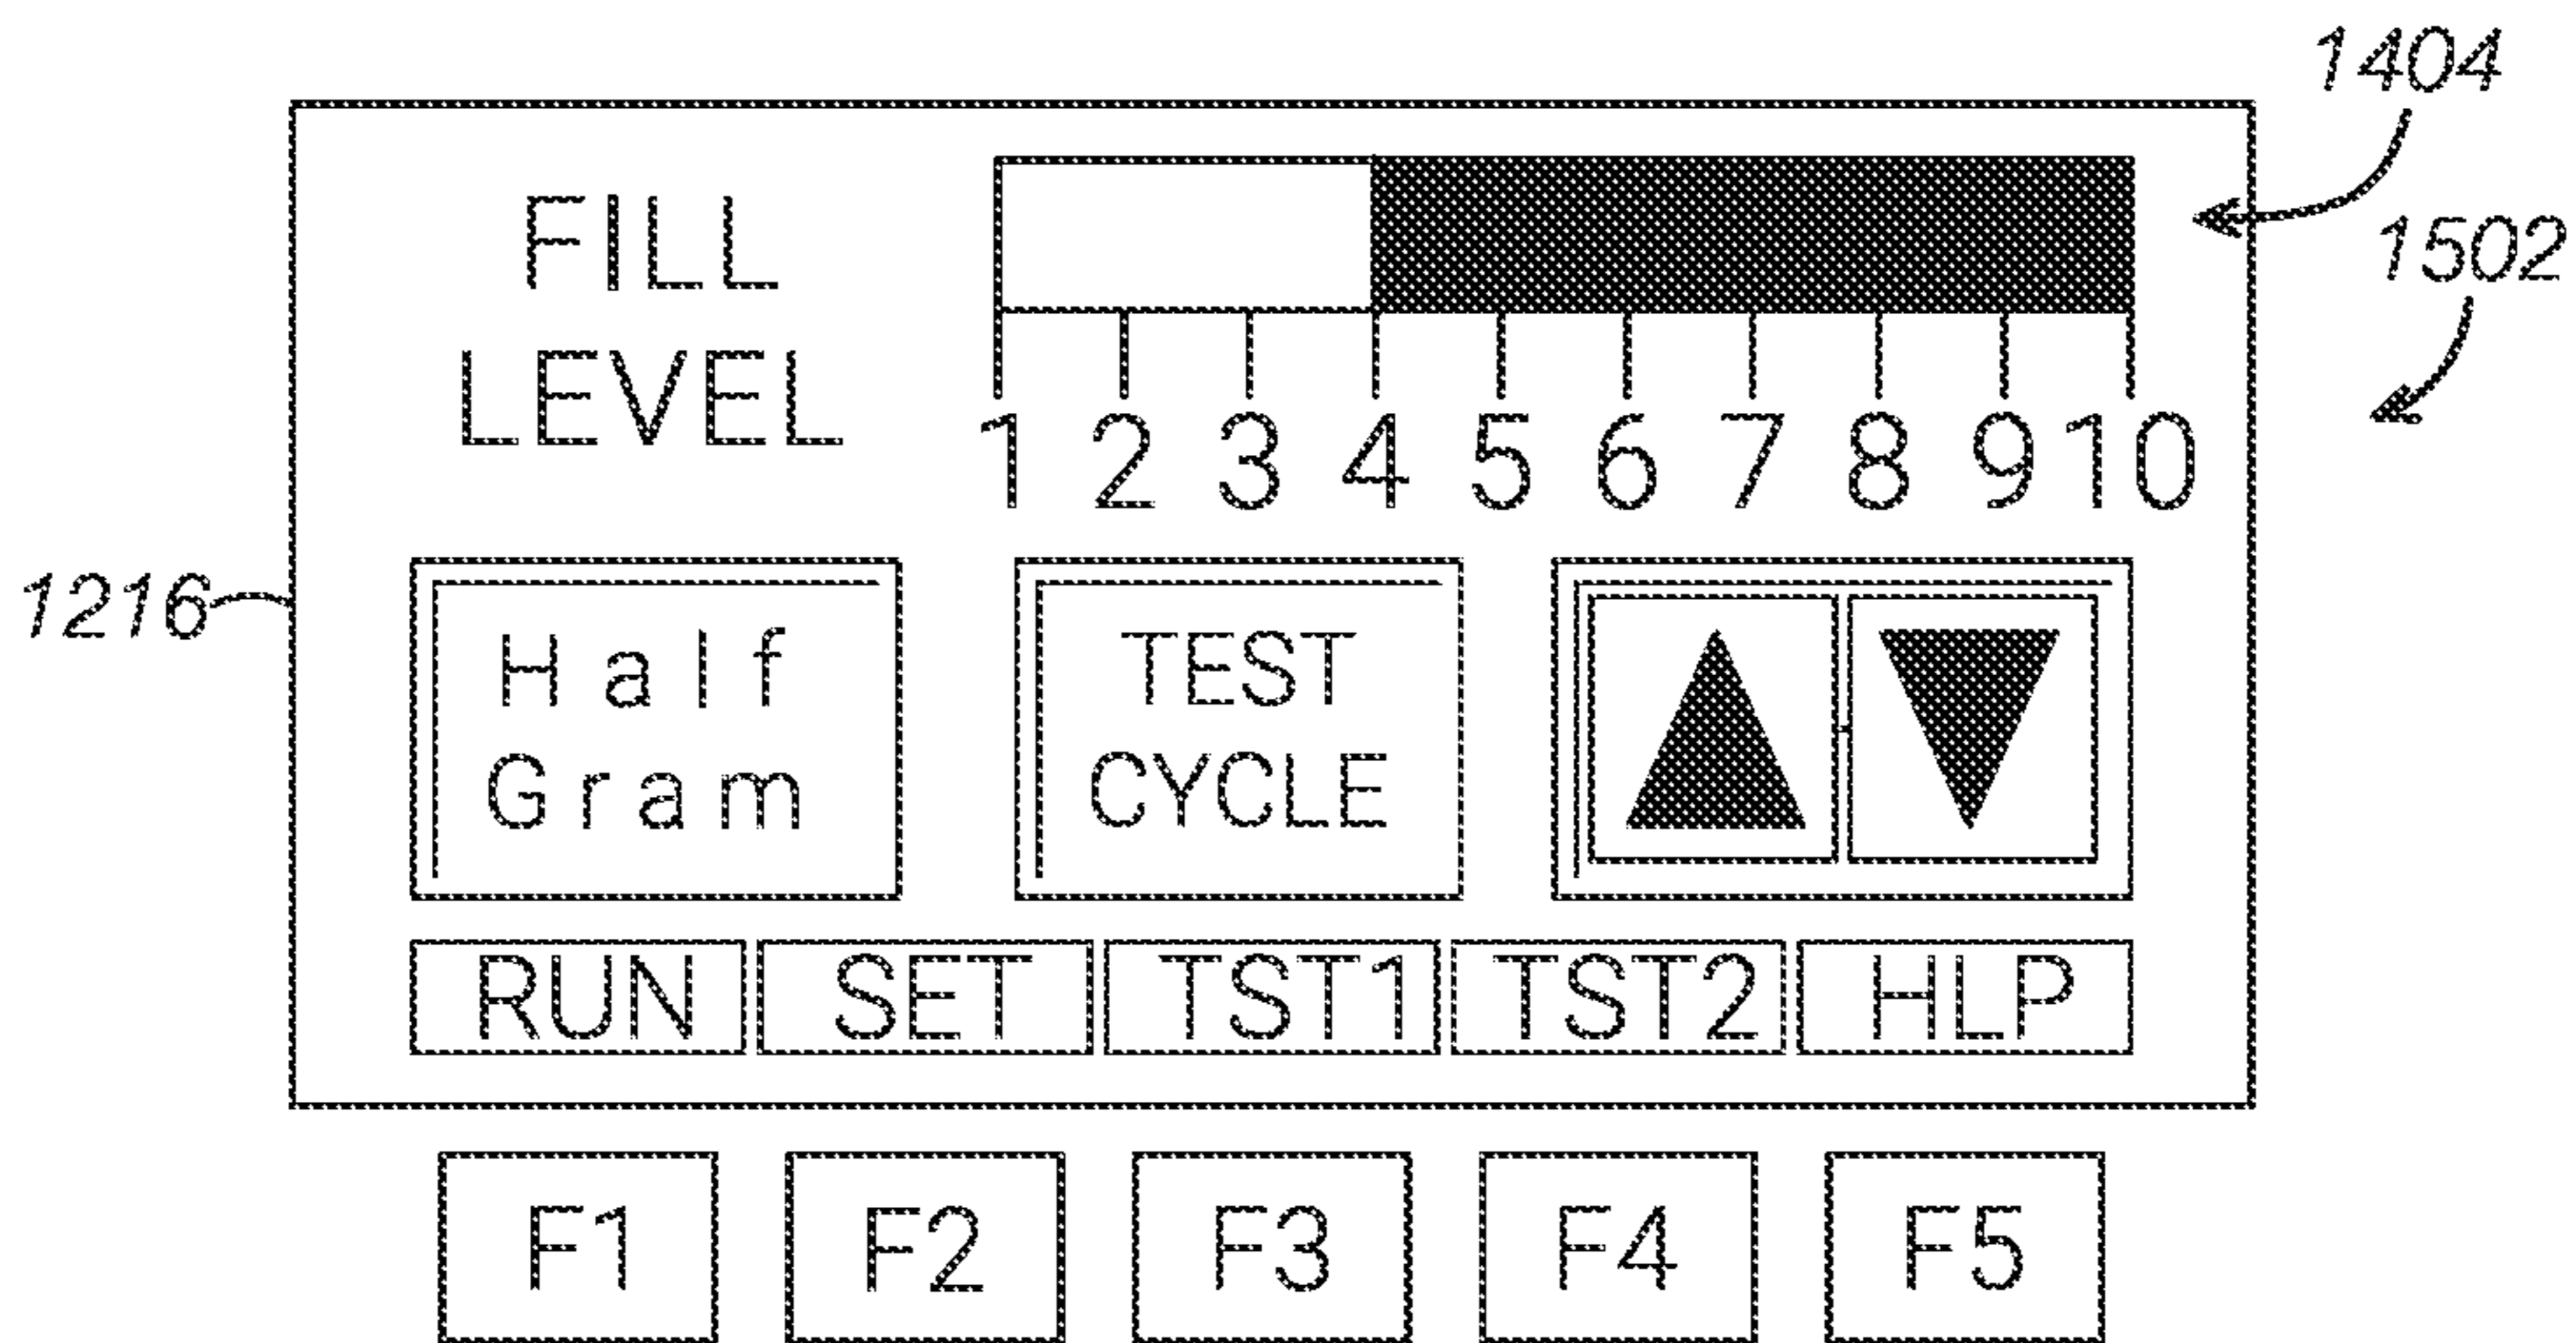 1404
1502
FILL
LEVEL
1 2 3 4 5 6 7 8 9 10
1216
Half
Gram
TEST
CYCLE
RUN SET TST1 TST2 HLP
F1 F2 F3 F4 F5